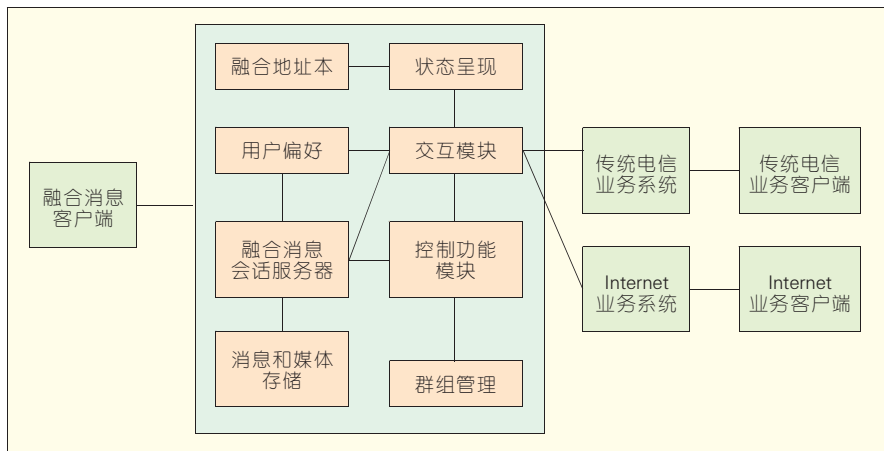 融合地址本
状态呈现
用户偏好
交互模块
传统电信
业务系统
传统电信
业务客户端
融合消息
客户端
融合消息
会话服务器
控制功能
模块
Internet
业务系统
Internet
业务客户端
消息和媒体
存储
群组管理